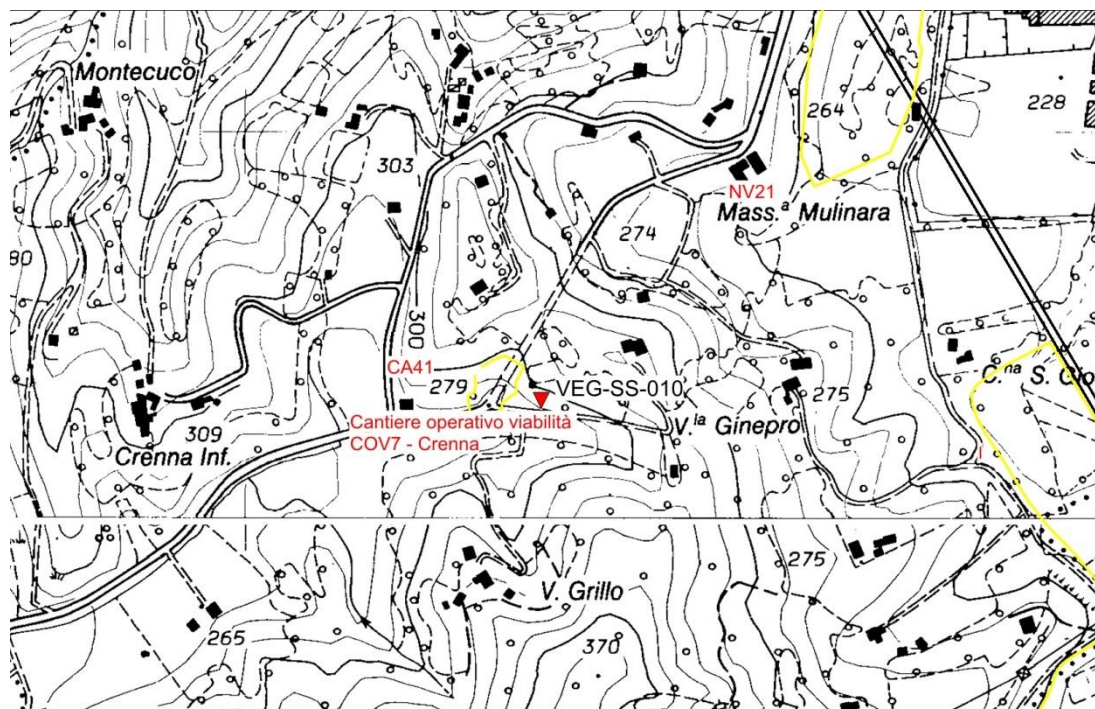 Montecuco
264
228
303
NV21
Mass.ª Mulinara
274
80
300
CA41
279
VEG-SS-010
Cantiere operativo viabilità
COV7 - Crenna
V.la Ginepro
275
C.na S. Gio
309
Crenna Inf.
I
275
V. Grillo
265
370